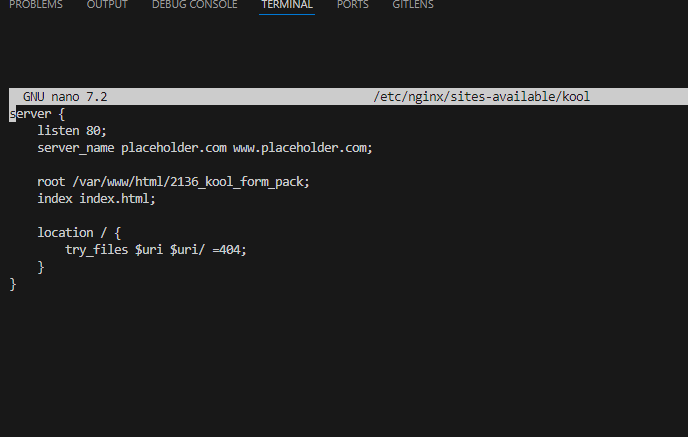 PROBLEMS OUTPUT DEBUG CONSOLE TERMINAL PORTS GITLENS
GNU nano 7.2 /etc/nginx/sites-available/kool
server {
    listen 80;
    server_name placeholder.com www.placeholder.com;

    root /var/www/html/2136_kool_form_pack;
    index index.html;

    location / {
        try_files $uri $uri/ =404;
    }
}